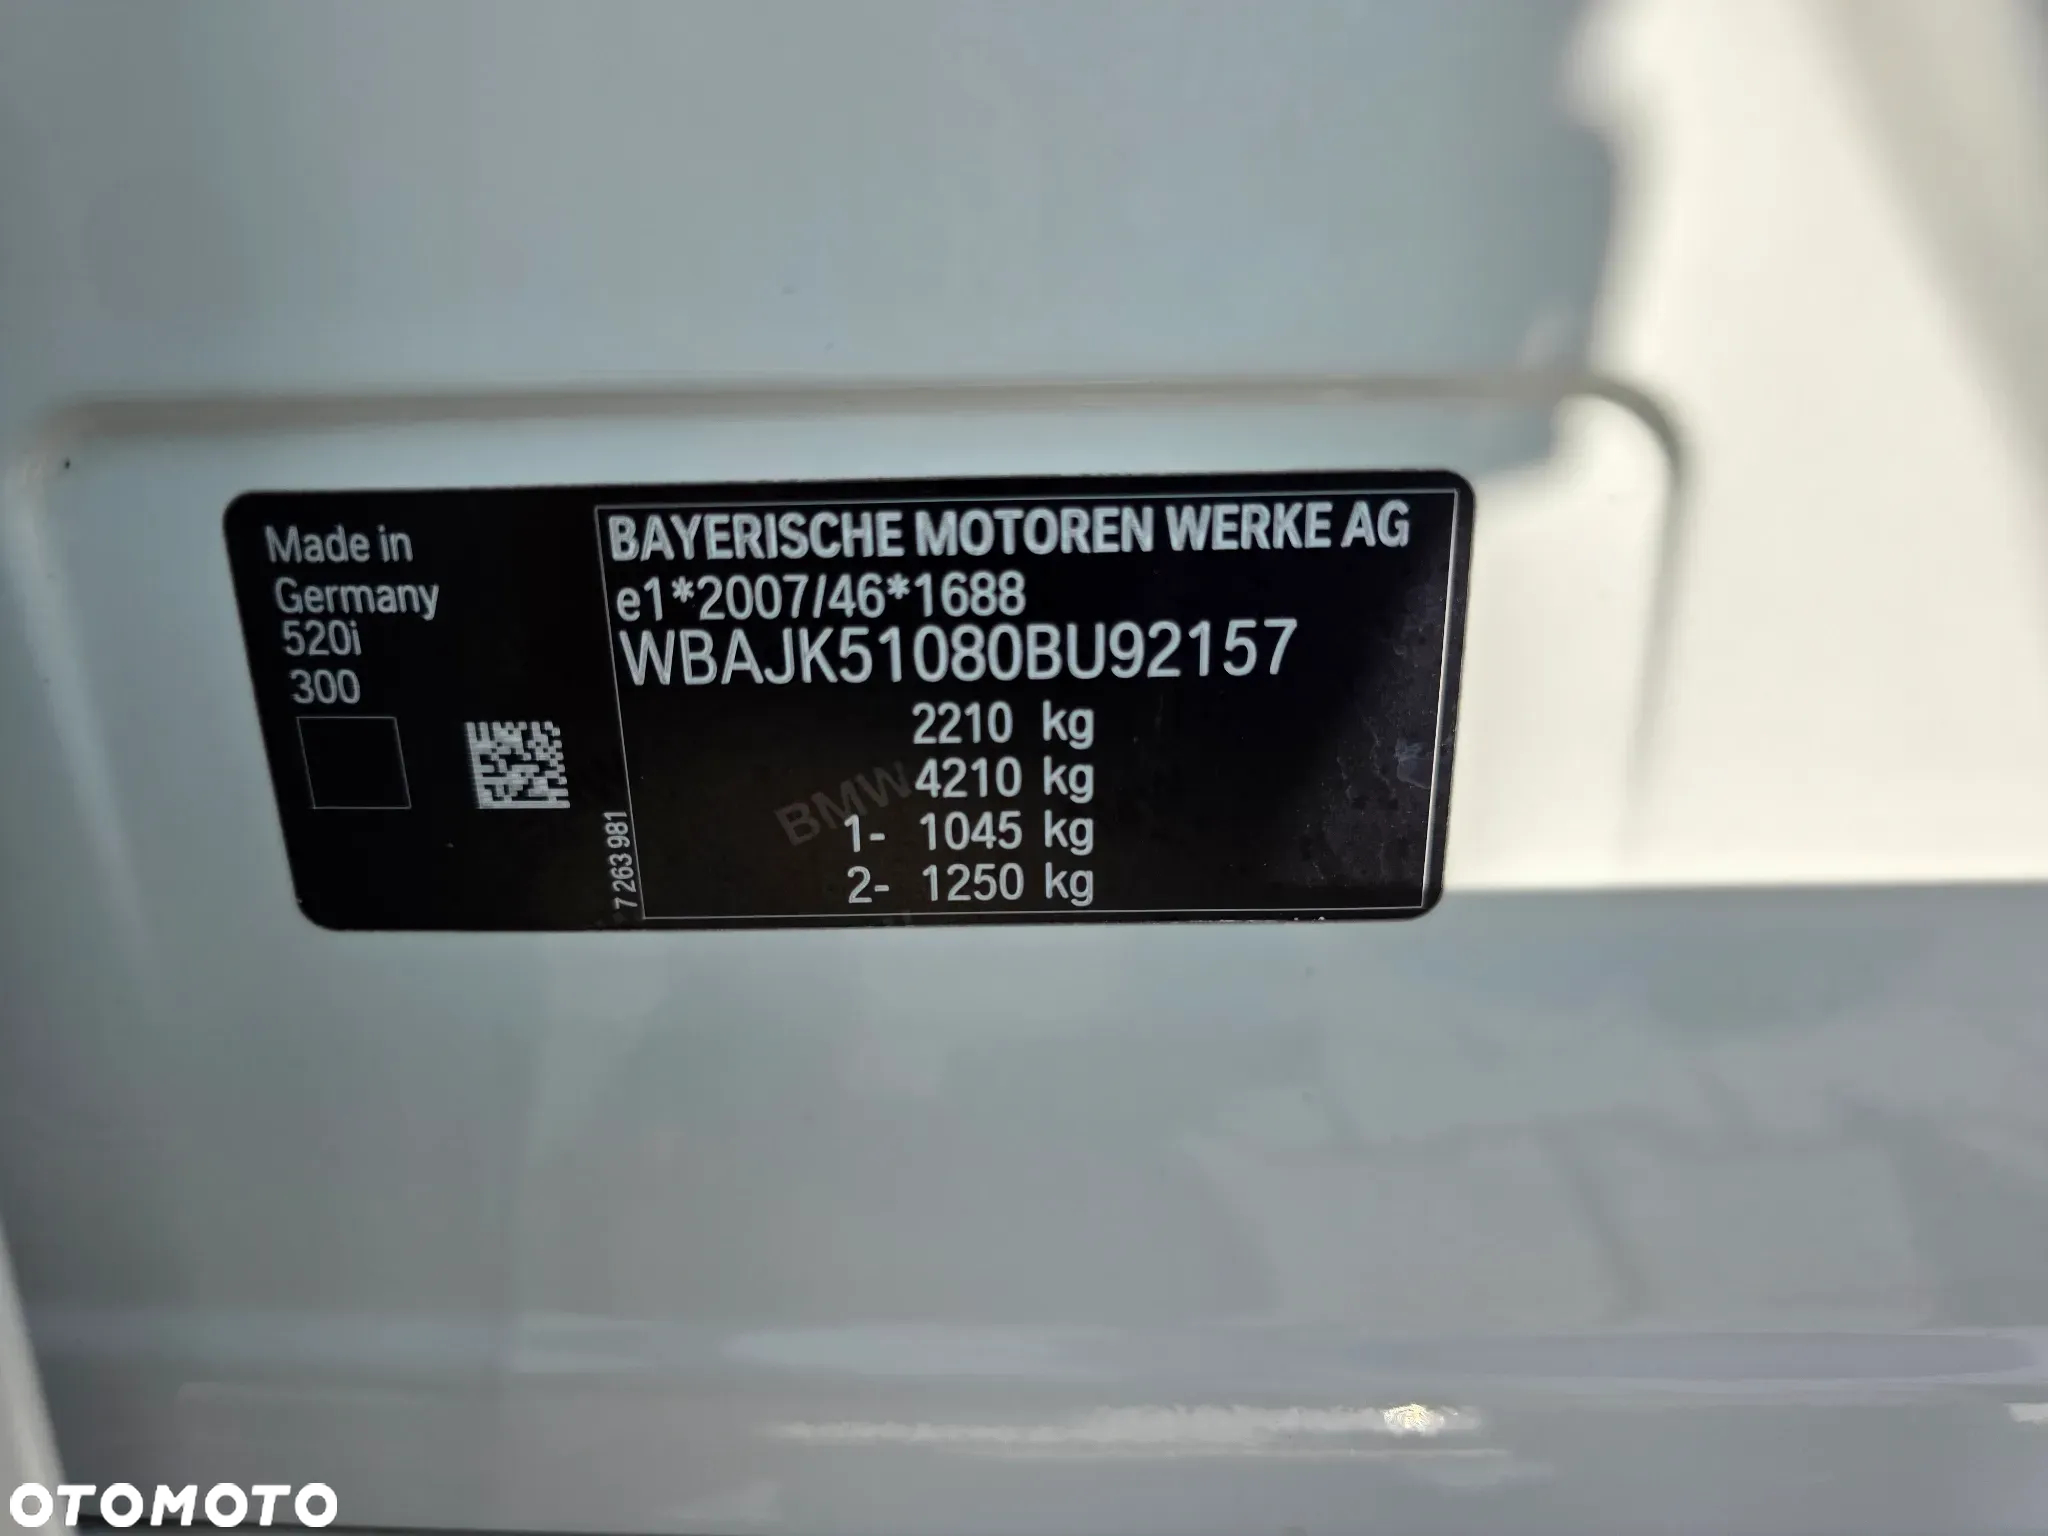 Made in
Germany
520i
300
BAYERISCHE MOTOREN WERKE AG
e1*2007/46*1688
WBAJK51080BU92157
2210 kg
4210 kg
1- 1045 kg
2- 1250 kg
BMW
7 263 981
OTOMOTO